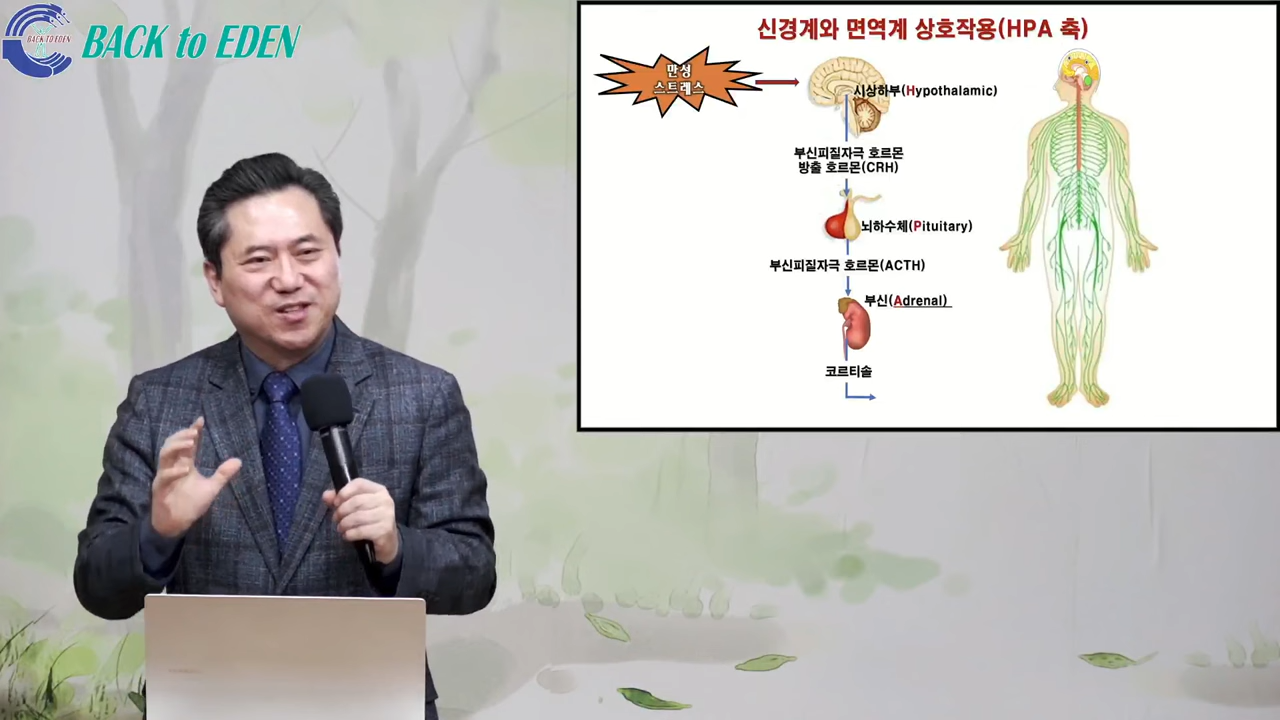 BACK TO EDEN
BACK to EDEN
신경계와 면역계 상호작용(HPA 축)
만성
스트레스
시상하부(Hypothalamic)
부신피질자극 호르몬
방출 호르몬(CRH)
뇌하수체(Pituitary)
부신피질자극 호르몬(ACTH)
부신(Adrenal)
코르티솔